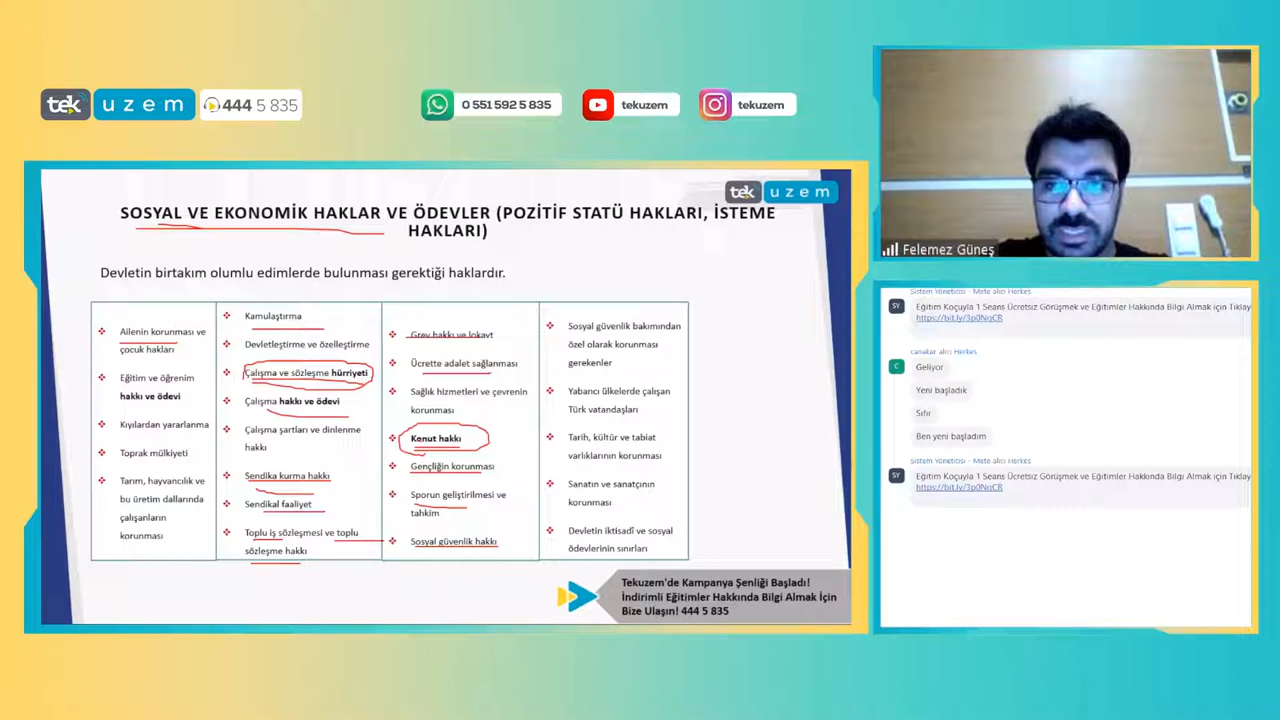 tek uzem 444 5 835
0 551 592 5 835
tekuzem
tekuzem
tek uzem
SOSYAL VE EKONOMİK HAKLAR VE ÖDEVLER (POZİTİF STATÜ HAKLARI, İSTEME
HAKLARI)
Devletin birtakım olumlu edimlerde bulunması gerektiği haklardır.
Ailenin korunması ve
çocuk hakları
Eğitim ve öğrenim
hakkı ve ödevi
Kıyılardan yararlanma
Toprak mülkiyeti
Tarım, hayvancılık ve
bu üretim dallarında
çalışanların
korunması
Kamulaştırma
Devletleştirme ve özelleştirme
Çalışma ve sözleşme hürriyeti
Çalışma hakkı ve ödevi
Çalışma şartları ve dinlenme
hakkı
Sendika kurma hakkı
Sendikal faaliyet
Toplu iş sözleşmesi ve toplu
sözleşme hakkı
Grev hakkı ve lokavt
Ücrette adalet sağlanması
Sağlık hizmetleri ve çevrenin
korunması
Konut hakkı
Gençliğin korunması
Sporun geliştirilmesi ve
tahkim
Sosyal güvenlik hakkı
Sosyal güvenlik bakımından
özel olarak korunması
gerekenler
Yabancı ülkelerde çalışan
Türk vatandaşları
Tarih, kültür ve tabiat
varlıklarının korunması
Sanatın ve sanatçının
korunması
Devletin iktisadî ve sosyal
ödevlerinin sınırları
Tekuzem'de Kampanya Şenliği Başladı!
İndirimli Eğitimler Hakkında Bilgi Almak İçin
Bize Ulaşın! 444 5 835
Felemez Güneş
Sistem Yöneticisi - Mete alıcı Herkes
SY
Eğitim Koçuyla 1 Seans Ücretsiz Görüşmek ve Eğitimler Hakkında Bilgi Almak için Tıklay
https://bit.ly/3p0NqCR
canakar alıcı Herkes
C
Geliyor
Yeni başladık
Sıfır
Ben yeni başladım
Sistem Yöneticisi - Mete alıcı Herkes
SY
Eğitim Koçuyla 1 Seans Ücretsiz Görüşmek ve Eğitimler Hakkında Bilgi Almak için Tıklay
https://bit.ly/3p0NqCR